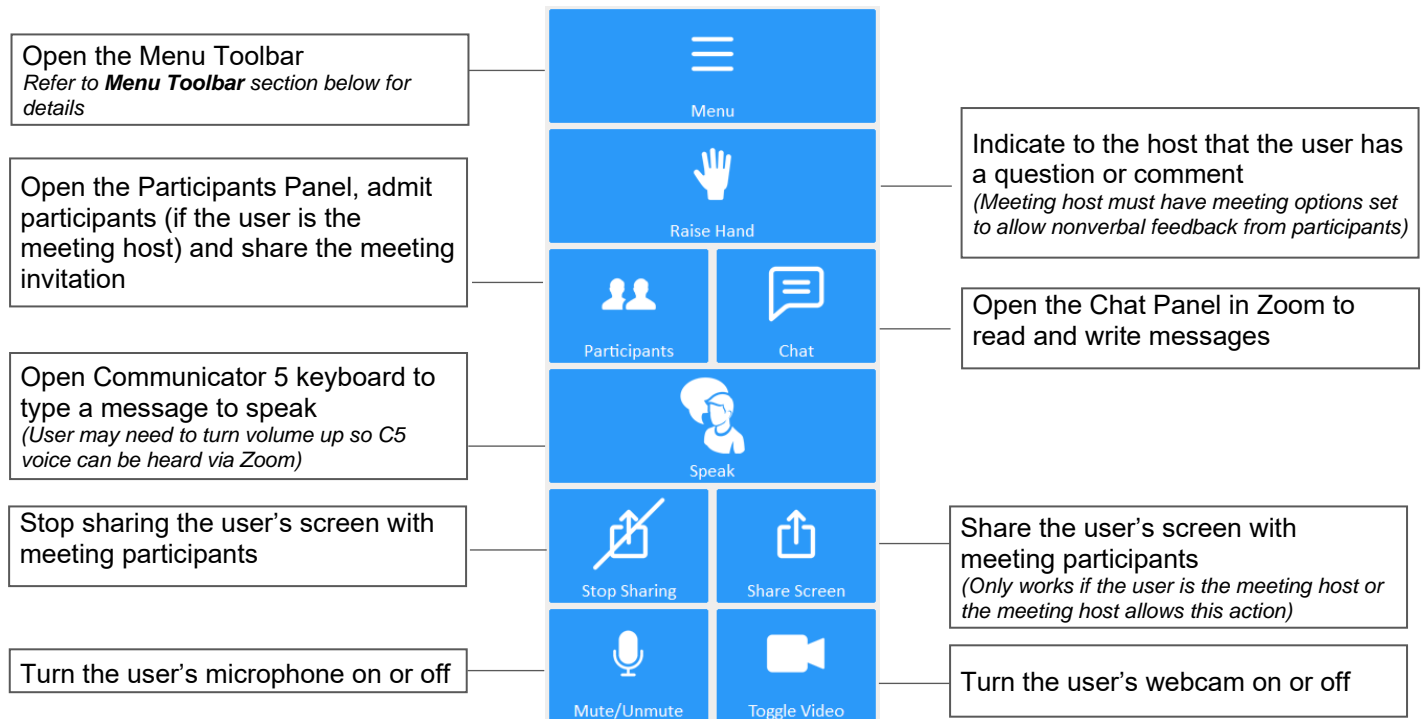 Open the Menu Toolbar
Refer to Menu Toolbar section below for
details
Open the Participants Panel, admit
participants (if the user is the
meeting host) and share the meeting
invitation
Open Communicator 5 keyboard to
type a message to speak
(User may need to turn volume up so C5
voice can be heard via Zoom)
Stop sharing the user’s screen with
meeting participants
Turn the user’s microphone on or off
Menu
Raise Hand
Participants
Chat
Speak
Stop Sharing
Share Screen
Mute/Unmute
Toggle Video
Indicate to the host that the user has
a question or comment
(Meeting host must have meeting options set
to allow nonverbal feedback from participants)
Open the Chat Panel in Zoom to
read and write messages
Share the user’s screen with
meeting participants
(Only works if the user is the meeting host or
the meeting host allows this action)
Turn the user’s webcam on or off